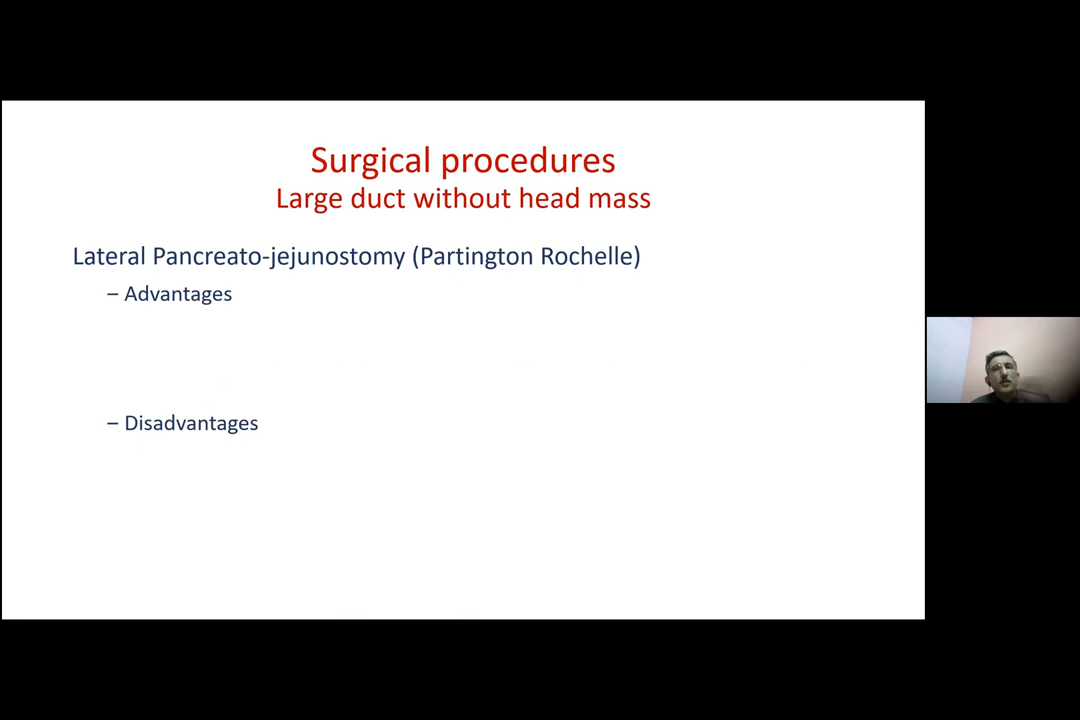 Surgical procedures
Large duct without head mass
Lateral Pancreato-jejunostomy (Partington Rochelle)
– Advantages
– Disadvantages